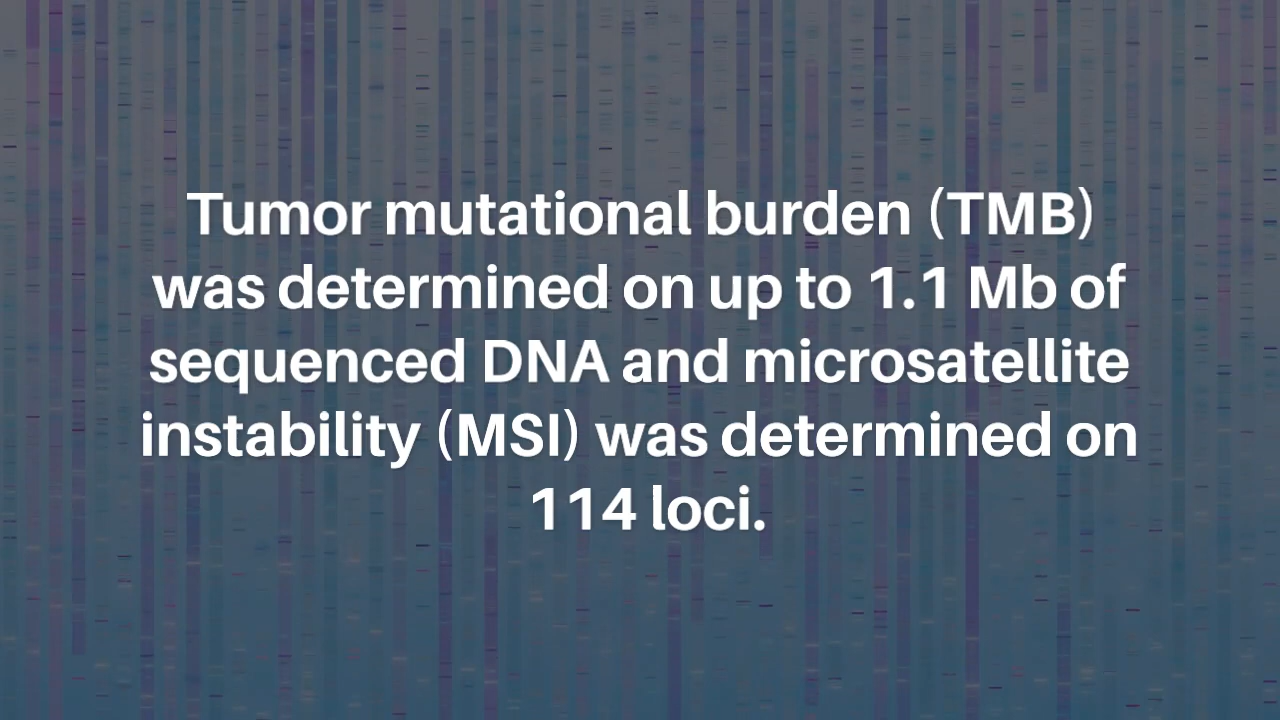 Tumor mutational burden (TMB)
was determined on up to 1.1 Mb of
sequenced DNA and microsatellite
instability (MSI) was determined on
114 loci.